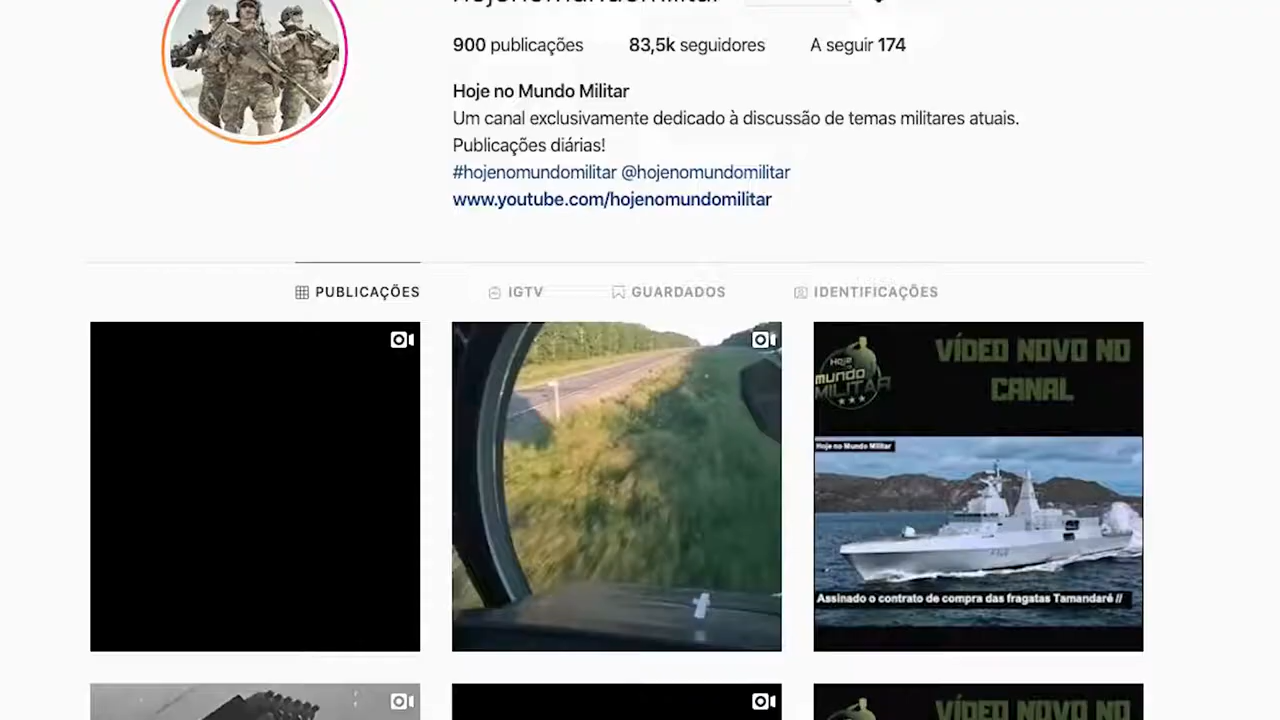 hojenomundomilitar
900 publicações 83,5k seguidores A seguir 174
Hoje no Mundo Militar
Um canal exclusivamente dedicado à discussão de temas militares atuais.
Publicações diárias!
#hojenomundomilitar @hojenomundomilitar
www.youtube.com/hojenomundomilitar
PUBLICAÇÕES IGTV GUARDADOS IDENTIFICAÇÕES
Hoje no
mundo
MILITAR
VÍDEO NOVO NO
CANAL
Hoje no Mundo Militar
Assinado o contrato de compra das fragatas Tamandaré //
VÍDEO NOVO NO